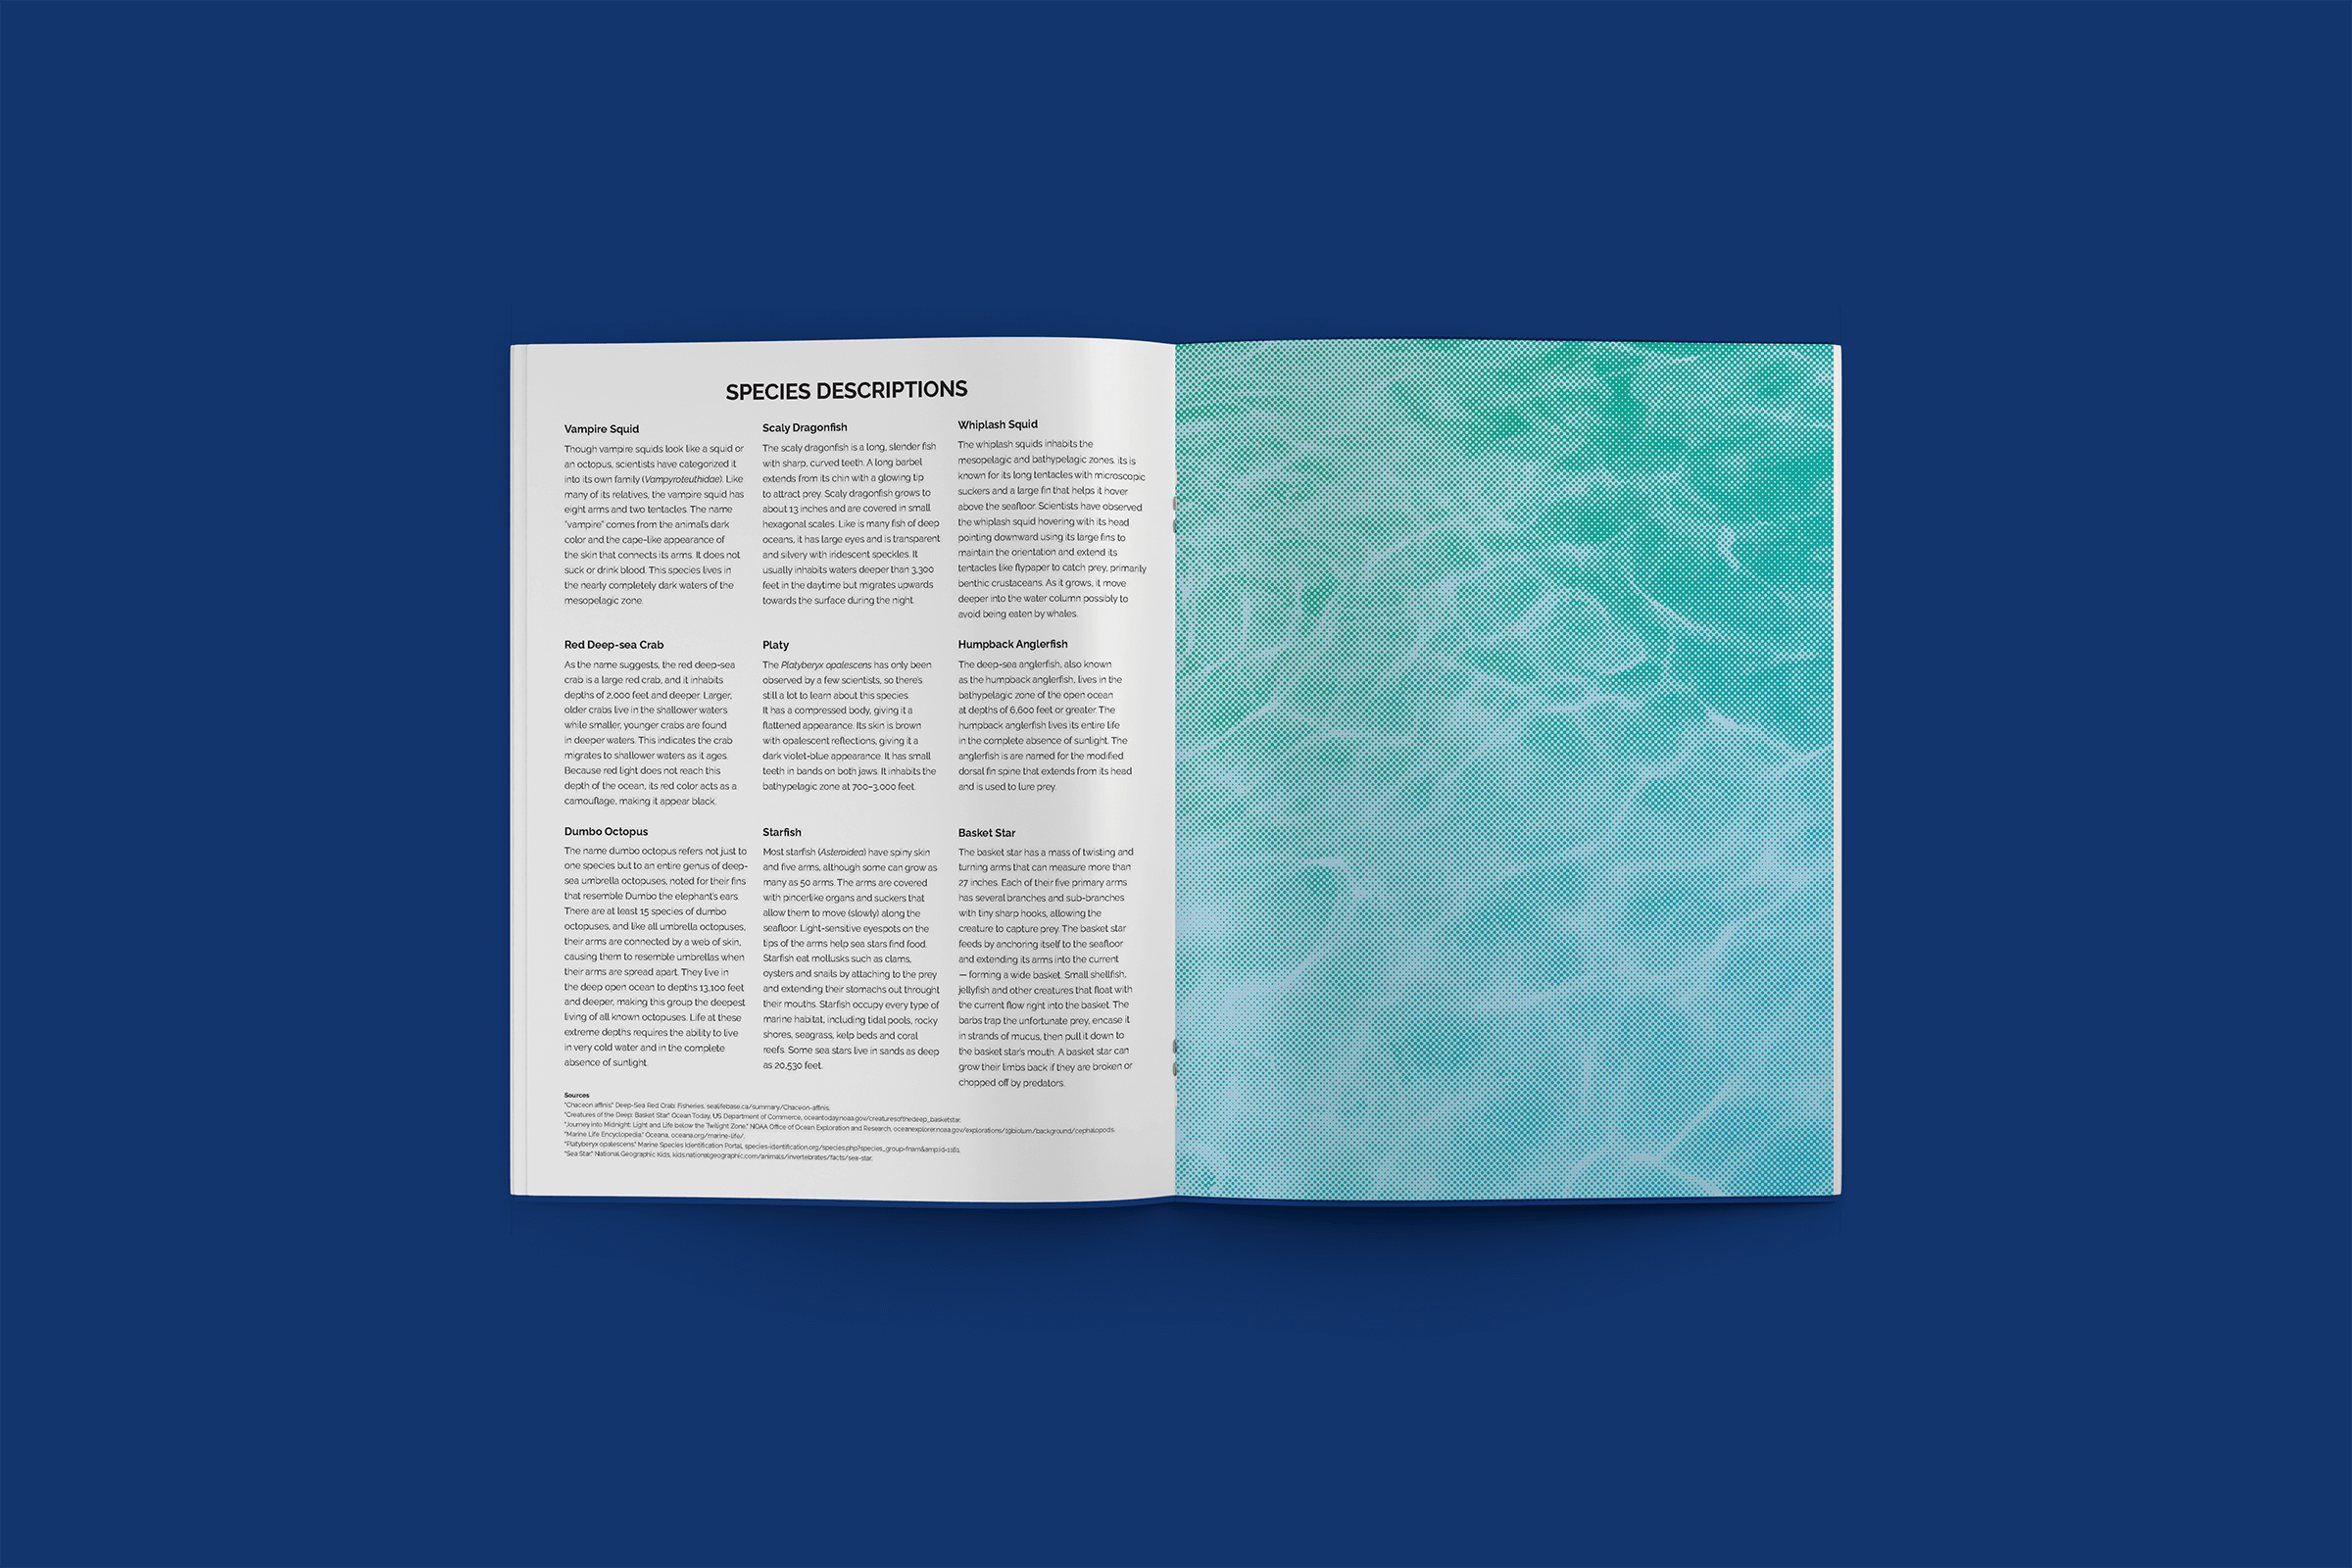 SPECIES DESCRIPTIONS
Vampire Squid
Though vampire squids look like a squid or
an octopus, scientists have categorized it
into its own family (Vampyroteuthidae). Like
many of its relatives, the vampire squid has
eight arms and two tentacles. The name
"vampire" comes from the animal's dark
color and the cape-like appearance of
the skin that connects its arms. It does not
suck or drink blood. This species lives in
the nearly completely dark waters of the
mesopelagic zone.
Scaly Dragonfish
The scaly dragonfish is a long, slender fish
with sharp, curved teeth. A long barbel
extends from its chin with a glowing tip
to attract prey. Scaly dragonfish grows to
about 13 inches and are covered in small
hexagonal scales. Like is many fish of deep
oceans, it has large eyes and is transparent
and silvery with iridescent speckles. It
usually inhabits waters deeper than 3,300
feet in the daytime but migrates upwards
towards the surface during the night.
Whiplash Squid
The whiplash squids inhabits the
mesopelagic and bathypelagic zones, its is
known for its long tentacles with microscopic
suckers and a large fin that helps it hover
above the seafloor. Scientists have observed
the whiplash squid hovering with its head
pointing downward using its large fins to
maintain the orientation and extend its
tentacles like flypaper to catch prey, primarily
benthic crustaceans. As it grows, it move
deeper into the water column possibly to
avoid being eaten by whales.
Red Deep-sea Crab
As the name suggests, the red deep-sea
crab is a large red crab, and it inhabits
depths of 2,000 feet and deeper. Larger,
older crabs live in the shallower waters
while smaller, younger crabs are found
in deeper waters. This indicates the crab
migrates to shallower waters as it ages.
Because red light does not reach this
depth of the ocean, its red color acts as a
camouflage, making it appear black.
Platy
The Platyberyx opalescens has only been
observed by a few scientists, so there's
still a lot to learn about this species.
It has a compressed body, giving it a
flattened appearance. Its skin is brown
with opalescent reflections, giving it a
dark violet-blue appearance. It has small
teeth in bands on both jaws. It inhabits the
bathypelagic zone at 700–3,000 feet.
Humpback Anglerfish
The deep-sea anglerfish, also known
as the humpback anglerfish, lives in the
bathypelagic zone of the open ocean
at depths of 6,600 feet or greater. The
humpback anglerfish lives its entire life
in the complete absence of sunlight. The
anglerfish is are named for the modified
dorsal fin spine that extends from its head
and is used to lure prey.
Dumbo Octopus
The name dumbo octopus refers not just to
one species but to an entire genus of deep-
sea umbrella octopuses, noted for their fins
that resemble Dumbo the elephant's ears.
There are at least 15 species of dumbo
octopuses, and like all umbrella octopuses,
their arms are connected by a web of skin,
causing them to resemble umbrellas when
their arms are spread apart. They live in
the deep open ocean to depths 13,100 feet
and deeper, making this group the deepest
living of all known octopuses. Life at these
extreme depths requires the ability to live
in very cold water and in the complete
absence of sunlight.
Starfish
Most starfish (Asteroidea) have spiny skin
and five arms, although some can grow as
many as 50 arms. The arms are covered
with pincerlike organs and suckers that
allow them to move (slowly) along the
seafloor. Light-sensitive eyespots on the
tips of the arms help sea stars find food.
Starfish eat mollusks such as clams,
oysters and snails by attaching to the prey
and extending their stomachs out throught
their mouths. Starfish occupy every type of
marine habitat, including tidal pools, rocky
shores, seagrass, kelp beds and coral
reefs. Some sea stars live in sands as deep
as 20,530 feet.
Basket Star
The basket star has a mass of twisting and
turning arms that can measure more than
27 inches. Each of their five primary arms
has several branches and sub-branches
with tiny sharp hooks, allowing the
creature to capture prey. The basket star
feeds by anchoring itself to the seafloor
and extending its arms into the current
— forming a wide basket. Small shellfish,
jellyfish and other creatures that float with
the current flow right into the basket. The
barbs trap the unfortunate prey, encase it
in strands of mucus, then pull it down to
the basket star's mouth. A basket star can
grow their limbs back if they are broken or
chopped off by predators.
Sources
"Chaceon affinis." Deep-Sea Red Crab: Fisheries, sealifebase.ca/summary/Chaceon-affinis.
"Creatures of the Deep: Basket Star." Ocean Today, US Department of Commerce, oceantoday.noaa.gov/creaturesofthedeep_basketstar.
"Journey into Midnight: Light and Life below the Twilight Zone." NOAA Office of Ocean Exploration and Research, oceanexplorer.noaa.gov/explorations/19biolum/background/cephalopods.
"Marine Life Encyclopedia." Oceana, oceana.org/marine-life/.
"Platyberyx opalescens." Marine Species Identification Portal, species-identification.org/species.php?species_group=fnam&amp;id=1161.
"Sea Star." National Geographic Kids, kids.nationalgeographic.com/animals/invertebrates/facts/sea-star.